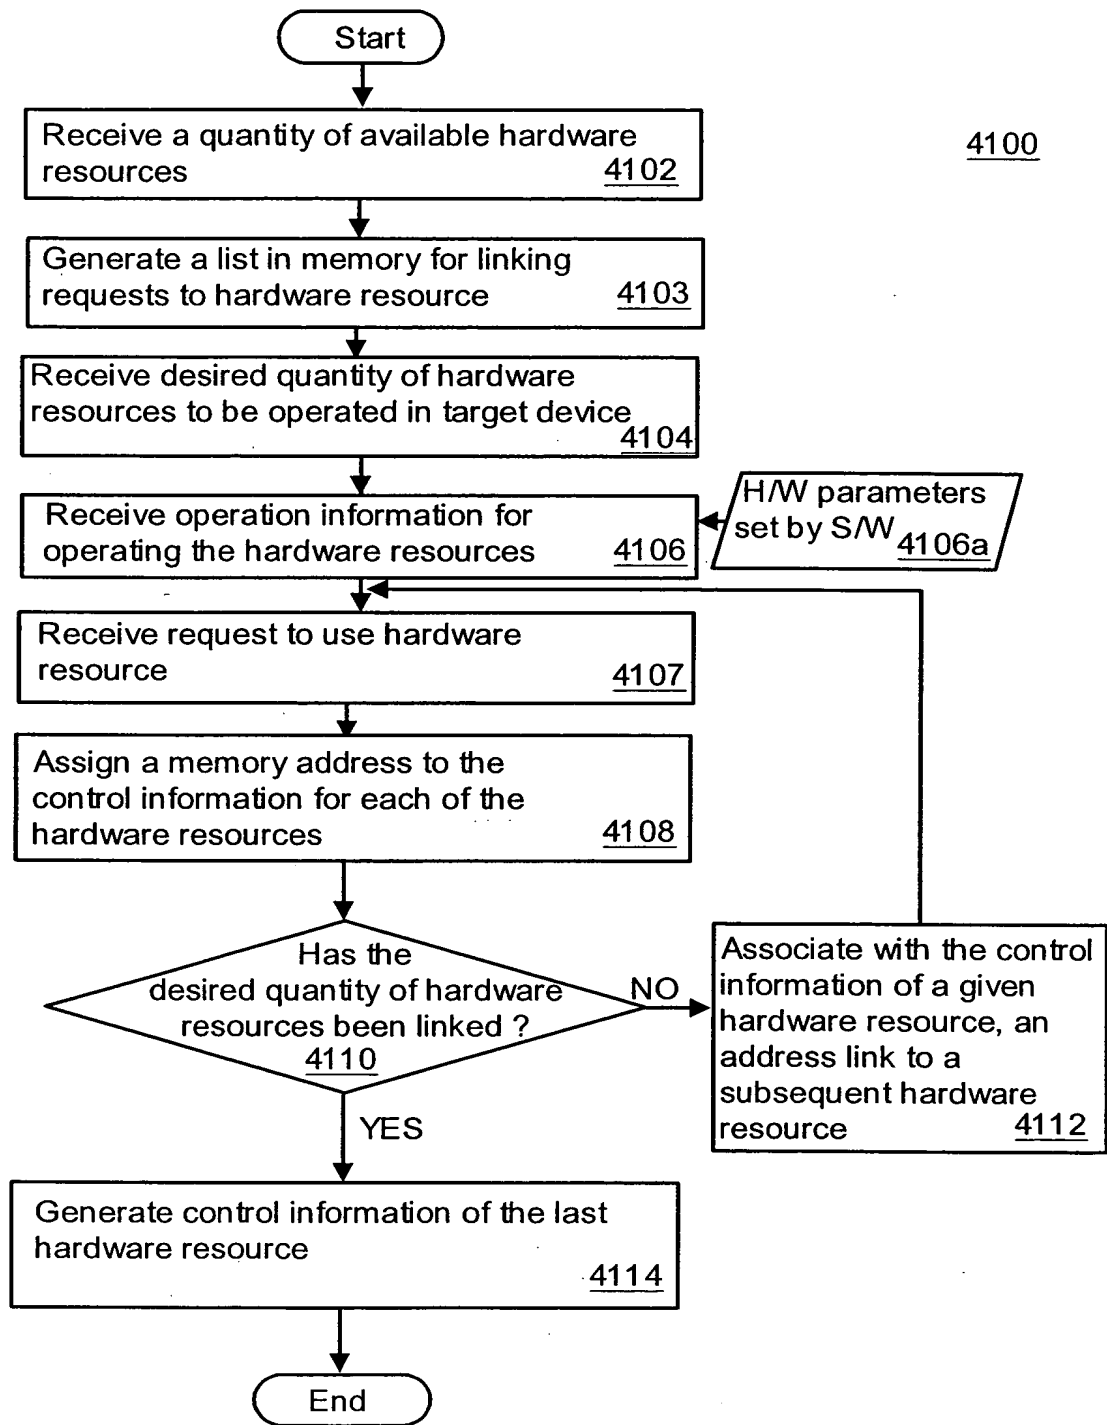 Start
Receive a quantity of available hardware
resources
4102
4100
Generate a list in memory for linking
requests to hardware resource
4103
Receive desired quantity of hardware
resources to be operated in target device
4104
Receive operation information for
operating the hardware resources
4106
H/W parameters
set by S/W
4106a
Receive request to use hardware
resource
4107
Assign a memory address to the
control information for each of the
hardware resources
4108
Has the
desired quantity of hardware
resources been linked ?
4110
NO
Associate with the control
information of a given
hardware resource, an
address link to a
subsequent hardware
resource
4112
YES
Generate control information of the last
hardware resource
4114
End